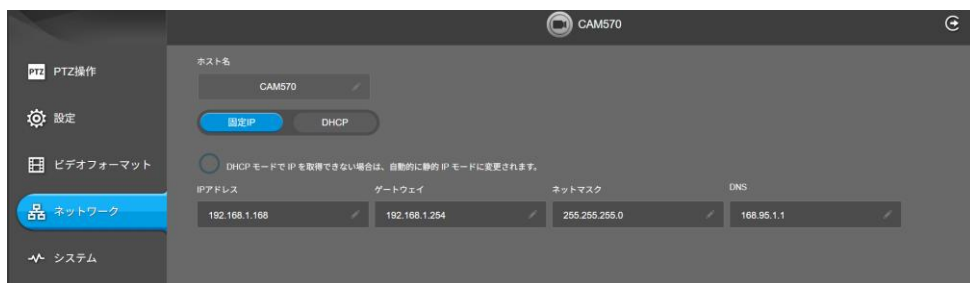 CAM570
PTZ PTZ操作
設定
ビデオフォーマット
ネットワーク
システム
ホスト名
CAM570
固定IP DHCP
DHCP モードで IP を取得できない場合は、自動的に静的 IP モードに変更されます。
IPアドレス ゲートウェイ ネットマスク DNS
192.168.1.168 192.168.1.254 255.255.255.0 168.95.1.1